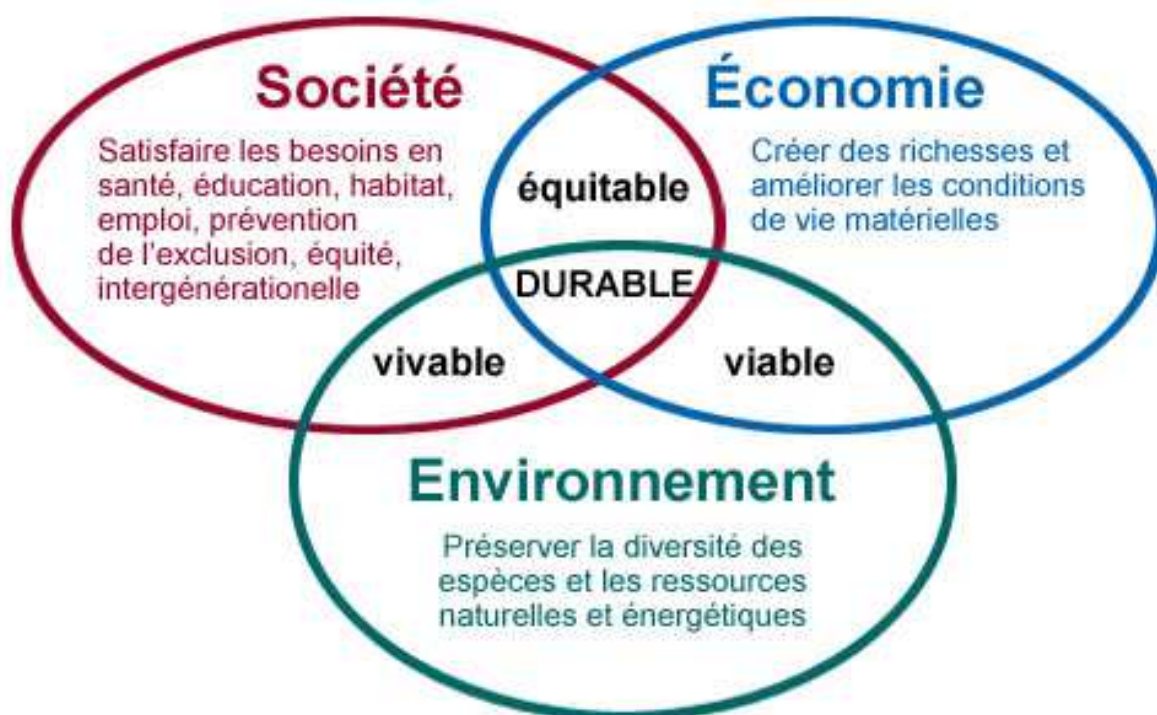 Société
Satisfaire les besoins en
santé, éducation, habitat,
emploi, prévention
de l'exclusion, équité,
intergénérationelle
Économie
Créer des richesses et
améliorer les conditions
de vie matérielles
équitable
DURABLE
vivable
viable
Environnement
Préserver la diversité des
espèces et les ressources
naturelles et énergétiques